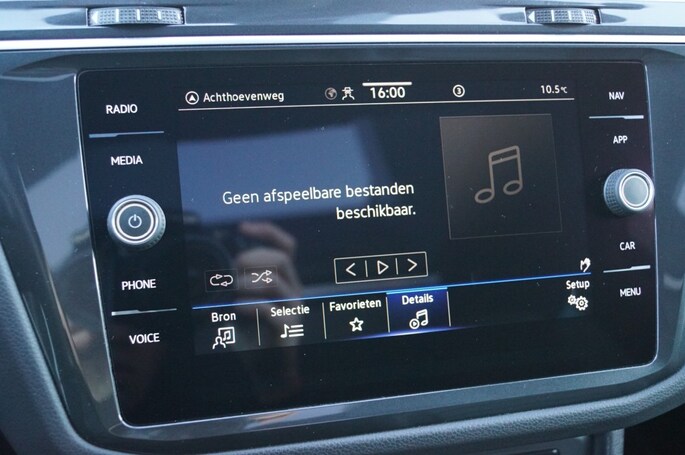 RADIO
MEDIA
PHONE
VOICE
Achthoevenweg
16:00
3
10.5℃
Geen afspeelbare bestanden
beschikbaar.
Bron
Selectie
Favorieten
Details
Setup
NAV
APP
CAR
MENU